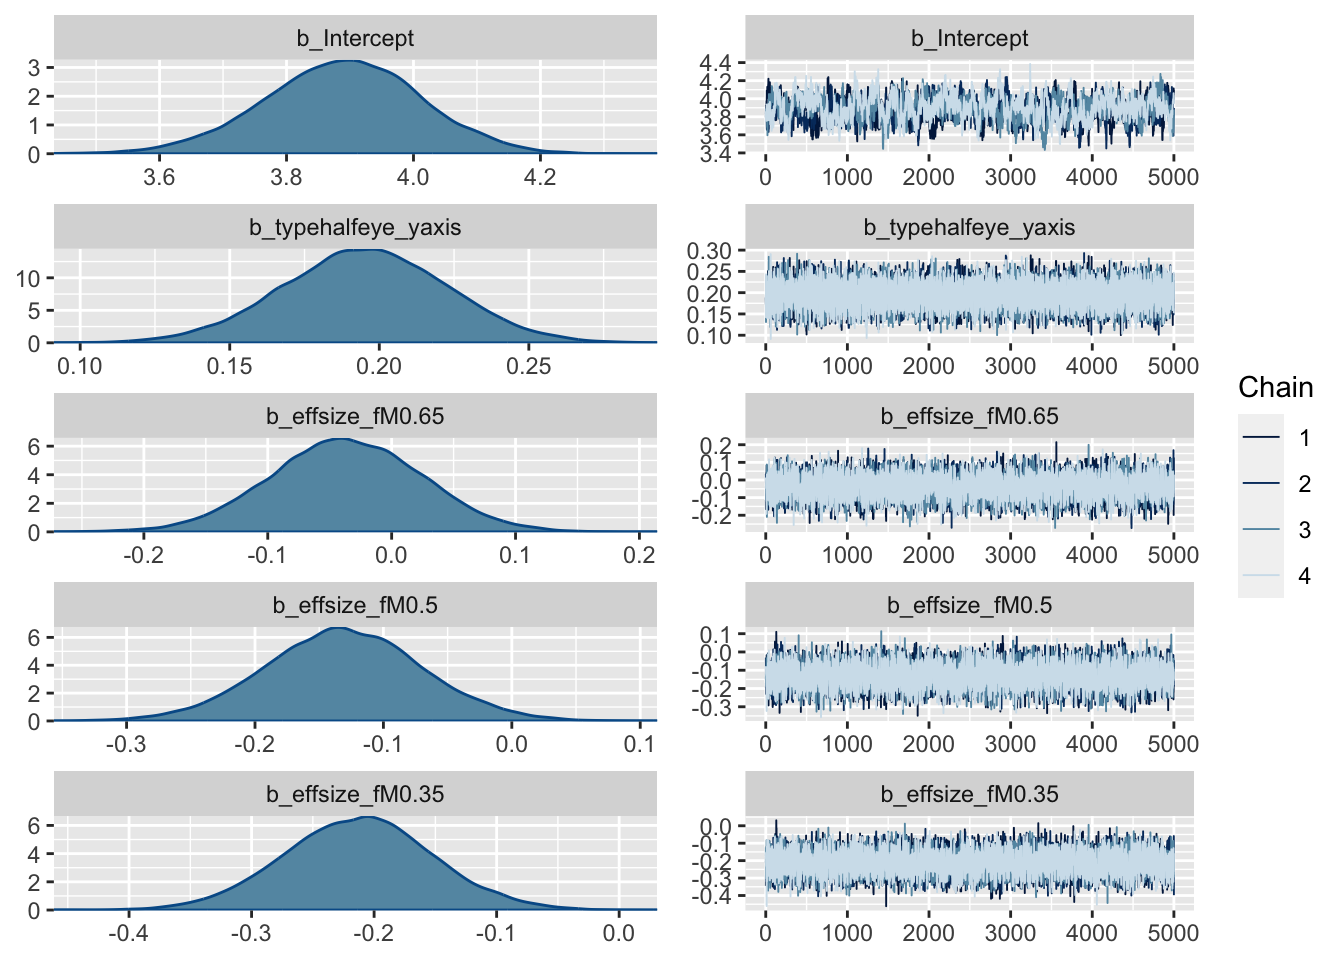 b_Intercept
3
2
1
0
3.6 3.8 4.0 4.2
b_Intercept
4.4
4.2
4.0
3.8
3.6
3.4
0 1000 2000 3000 4000 5000
b_typehalfeye_yaxis
10
5
0
0.10 0.15 0.20 0.25
b_typehalfeye_yaxis
0.30
0.25
0.20
0.15
0.10
0 1000 2000 3000 4000 5000
b_effsize_fM0.65
6
4
2
0
-0.2 -0.1 0.0 0.1 0.2
b_effsize_fM0.65
0.2
0.1
0.0
-0.1
-0.2
0 1000 2000 3000 4000 5000
b_effsize_fM0.5
6
4
2
0
-0.3 -0.2 -0.1 0.0 0.1
b_effsize_fM0.5
0.1
0.0
-0.1
-0.2
-0.3
0 1000 2000 3000 4000 5000
b_effsize_fM0.35
6
4
2
0
-0.4 -0.3 -0.2 -0.1 0.0
b_effsize_fM0.35
0.0
-0.1
-0.2
-0.3
-0.4
0 1000 2000 3000 4000 5000
Chain
1
2
3
4